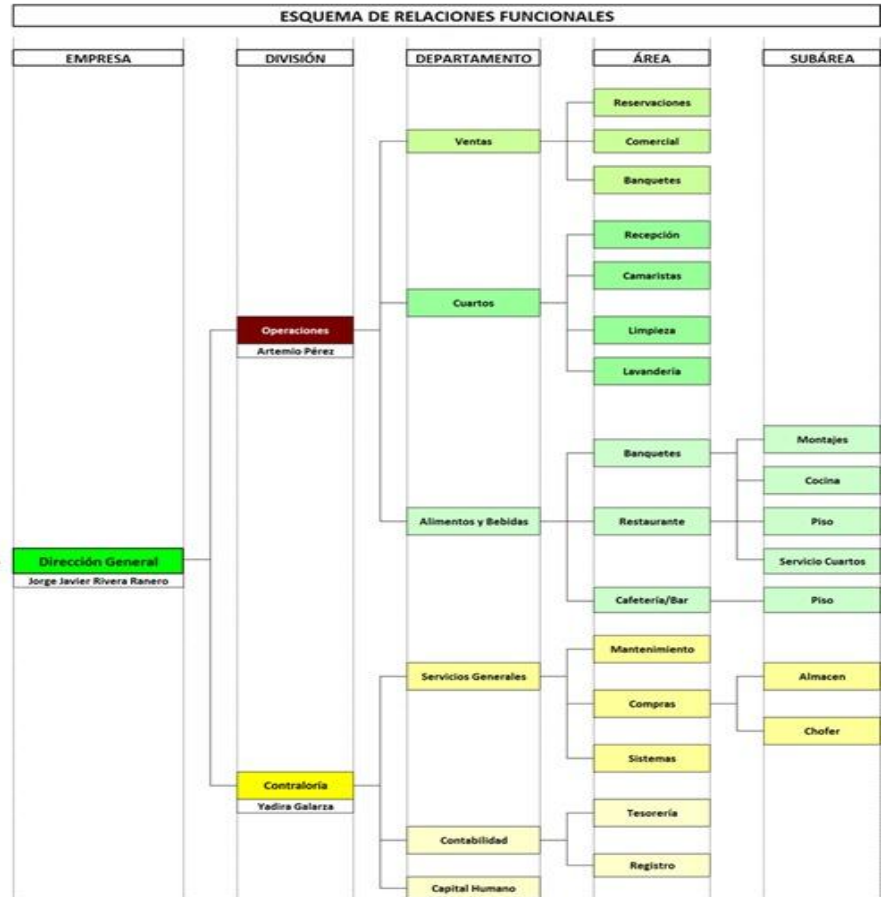 ESQUEMA DE RELACIONES FUNCIONALES
EMPRESA DIVISIÓN DEPARTAMENTO ÁREA SUBÁREA
Reservaciones
Ventas Comercial
Banquetes
Recepción
Camaristas
Cuartos
Operaciones Limpieza
Artemio Pérez
Lavandería
Montajes
Banquetes
Cocina
Alimentos y Bebidas Restaurante Piso
Dirección General Servicio Cuartos
Jorge Javier Rivera Ranero
Cafetería/Bar Piso
Mantenimiento
Servicios Generales Almacen
Compras
Chofer
Sistemas
Contraloría
Yadira Galarza
Tesorería
Contabilidad
Registro
Capital Humano